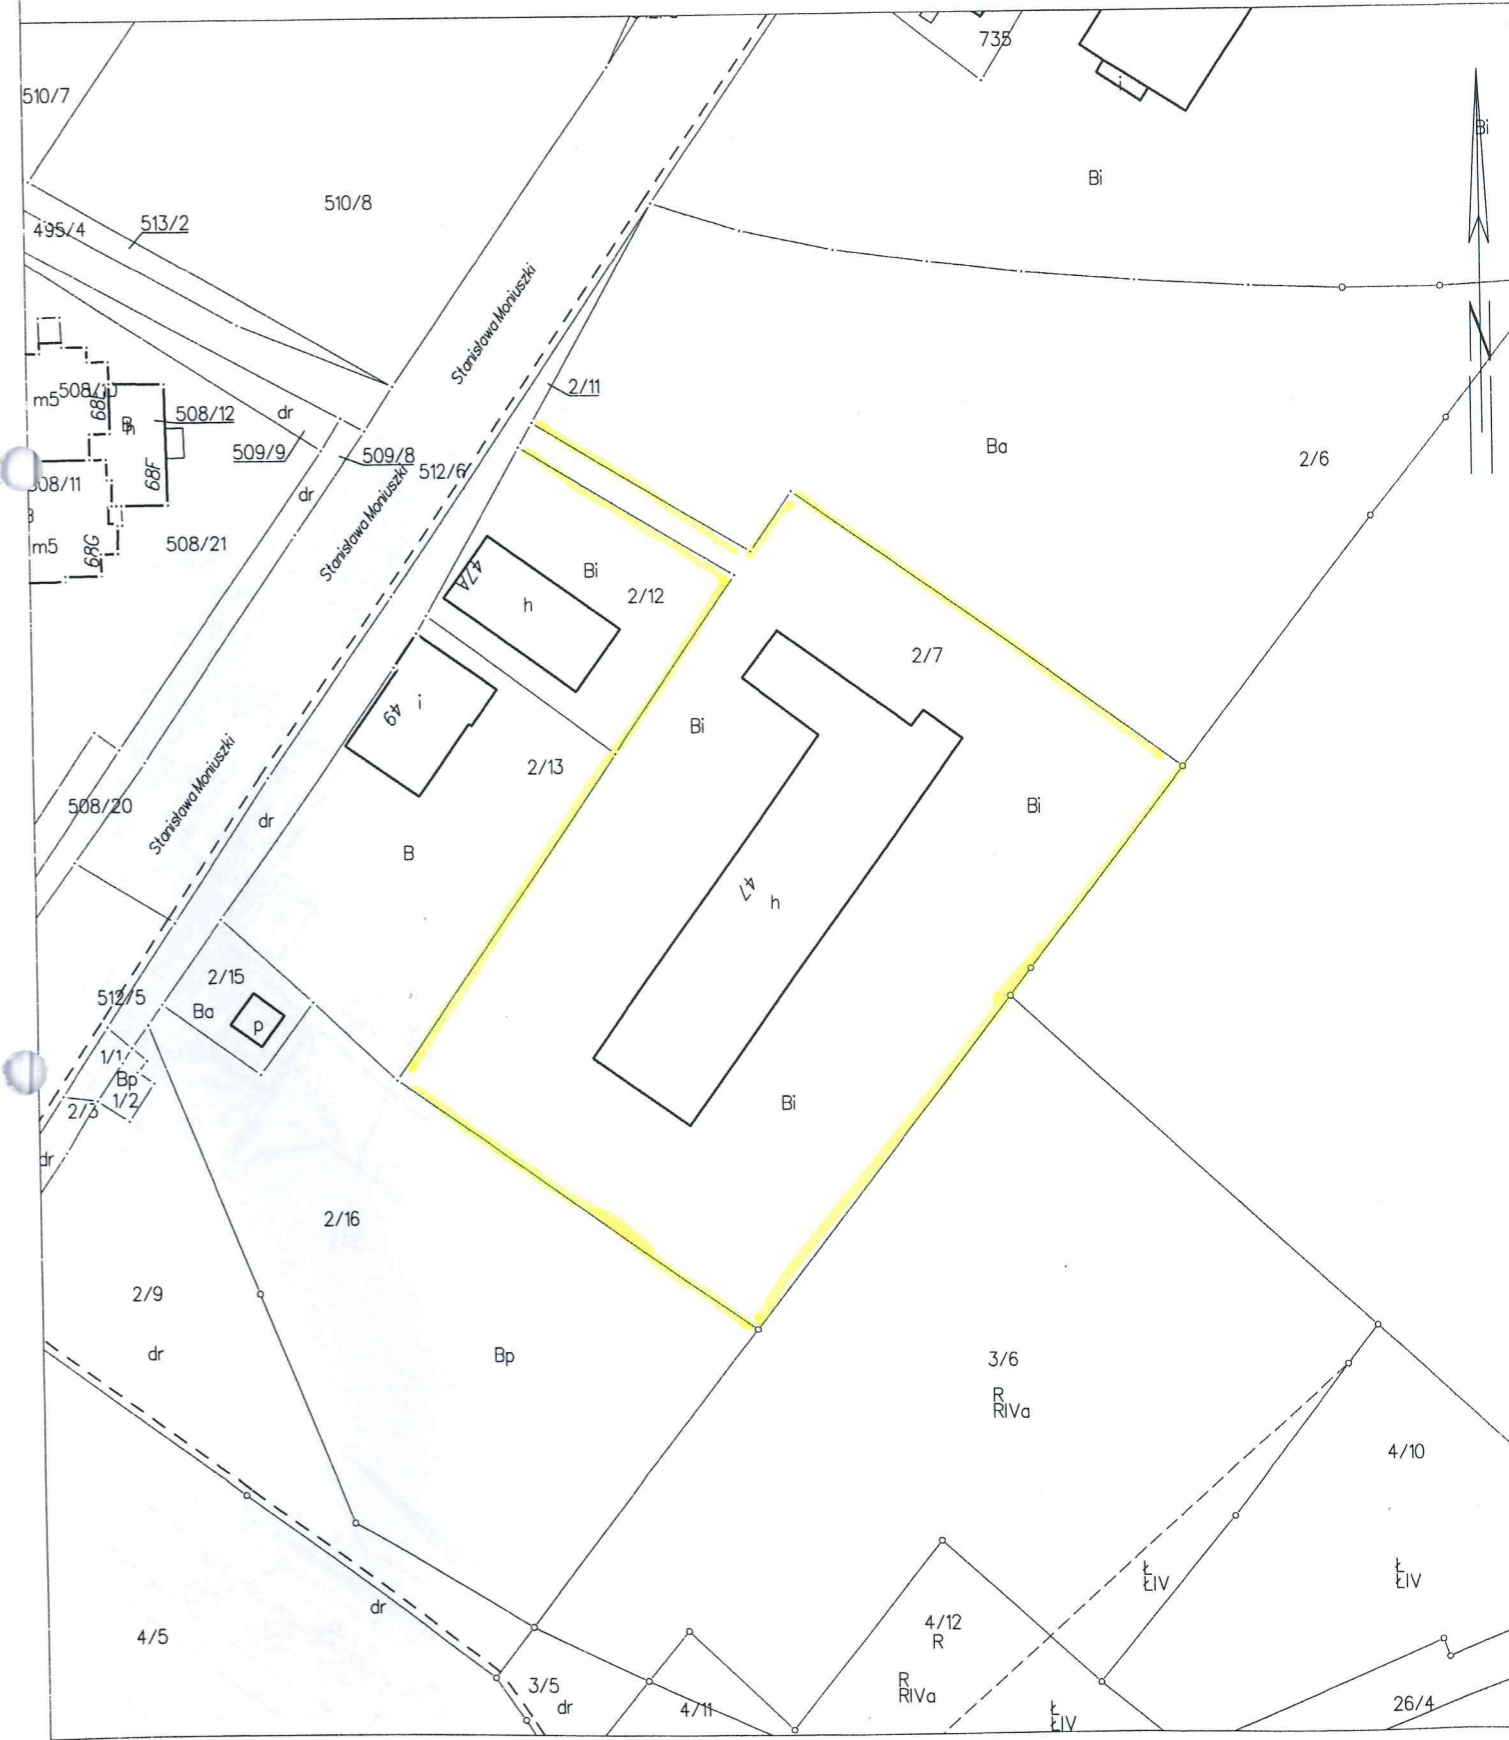 735
510/7
Bi
Bi
510/8
513/2
495/4
Stanisława Moniuszki
2/11
m5
68E
508/12
dr
Ba
2/6
509/9
509/8
512/6
68F
dr
Stanisława Moniuszki
m5
68G
508/21
47A
Bi
h
2/12
2/7
i
49
Bi
2/13
Stanisława Moniuszki
508/20
dr
Bi
B
47
h
2/15
512/5
Ba
p
1/1
Bp
1/2
2/3
Bi
dr
2/16
2/9
dr
Bp
3/6
R
RIVa
4/10
Ł
ŁIV
Ł
ŁIV
dr
4/5
4/12
R
3/5
dr
4/11
R
RIVa
Ł
ŁIV
26/4